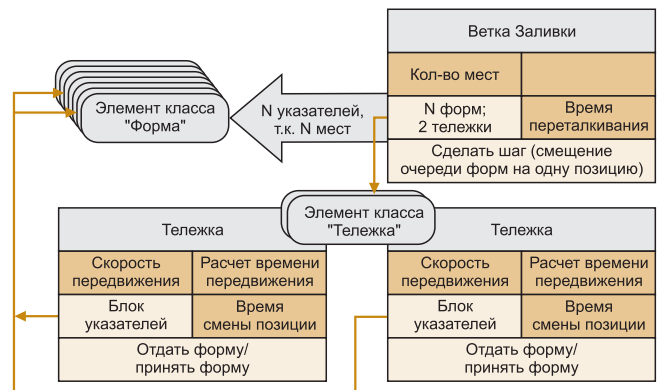 Ветка Заливки
Кол-во мест
N форм;
2 тележки
Время
переталкивания
Сделать шаг (смещение
очереди форм на одну позицию)
N указателей,
т.к. N мест
Элемент класса
"Форма"
Элемент класса
"Тележка"
Тележка
Скорость
передвижения
Расчет времени
передвижения
Блок
указателей
Время
смены позиции
Отдать форму/
принять форму
Тележка
Скорость
передвижения
Расчет времени
передвижения
Блок
указателей
Время
смены позиции
Отдать форму/
принять форму